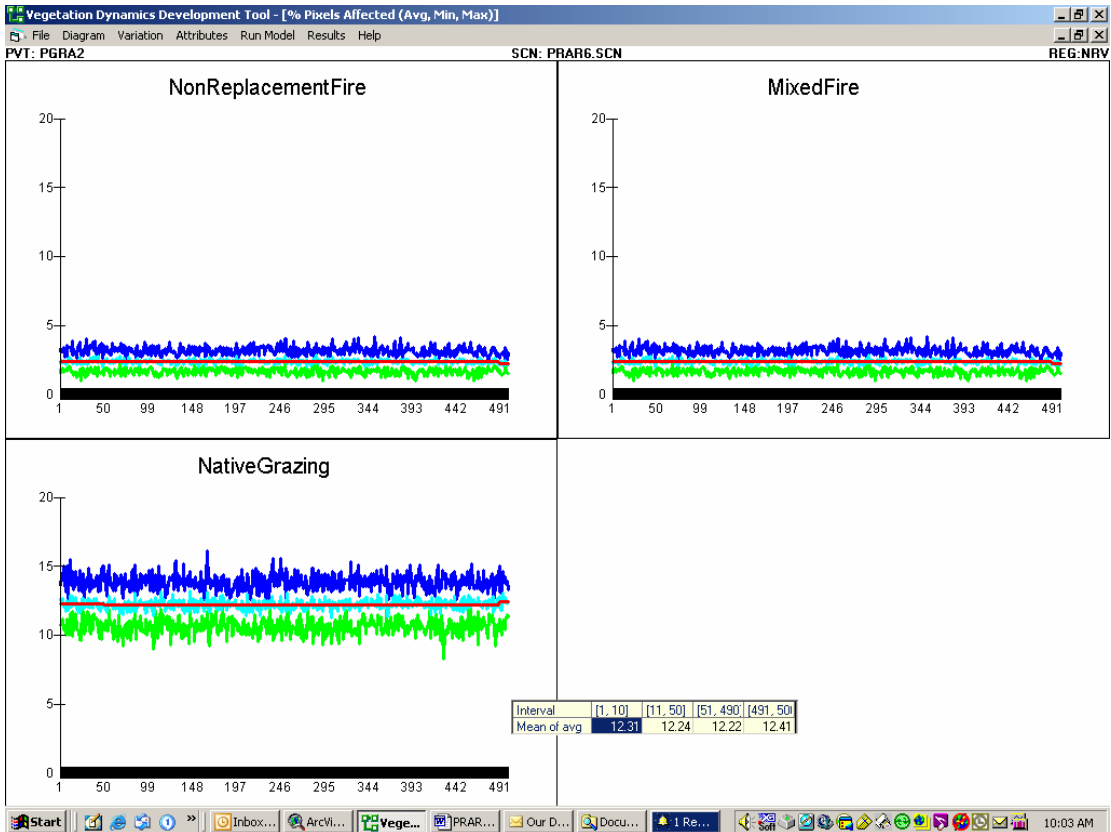 Vegetation Dynamics Development Tool - [% Pixels Affected (Avg, Min, Max)]
File Diagram Variation Attributes Run Model Results Help
PVT: PGRA2 SCN: PRAR6.SCN REG:NRV
NonReplacementFire
20
15
10
5
0
1 50 99 148 197 246 295 344 393 442 491
MixedFire
20
15
10
5
0
1 50 99 148 197 246 295 344 393 442 491
NativeGrazing
20
15
10
5
0
1 50 99 148 197 246 295 344 393 442 491
Interval [1, 10] [11, 50] [51, 490] [491, 50
Mean of avg 12.31 12.24 12.22 12.41
Start Inbox... ArcVi... Vege... PRAR... Our D... Docu... 1 Re... Soft 10:03 AM